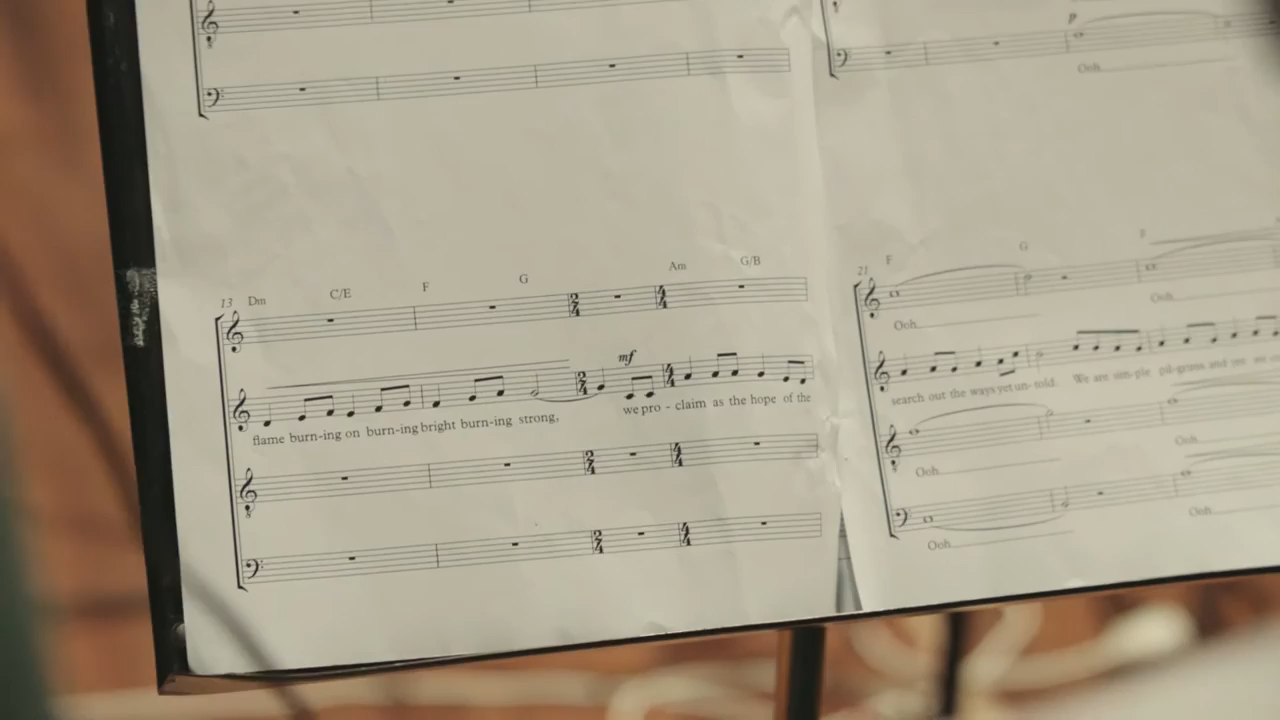 p
Ooh
13 Dm C/E F G Am G/B
mf
flame burn-ing on burn-ing bright burn-ing strong, we pro - claim as the hope of the
21 F G
Ooh
Ooh
search out the ways yet un- told. We are sim-ple pil-grims and
Ooh
Ooh
Ooh
Ooh